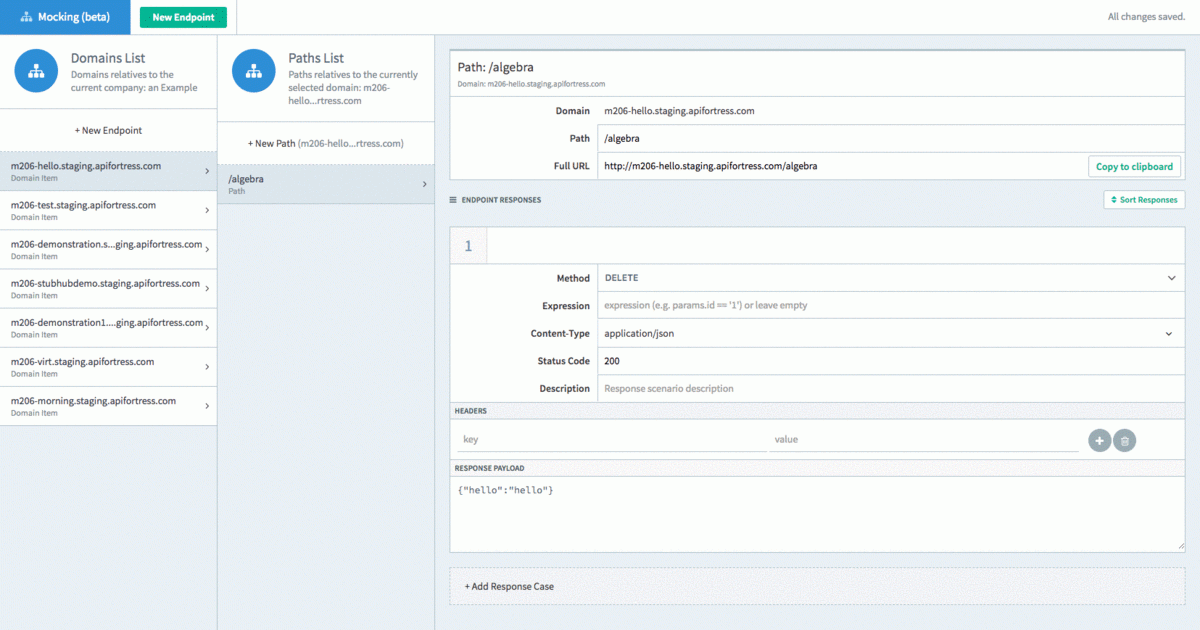 Mocking (beta)
New Endpoint
All changes saved.
Domains List
Domains relatives to the
current company: an Example
+ New Endpoint
m206-hello.staging.apifortress.com
Domain Item
m206-test.staging.apifortress.com
Domain Item
m206-demonstration.s...ging.apifortress.com
Domain Item
m206-stubhubdemo.staging.apifortress.com
Domain Item
m206-demonstration1....ging.apifortress.com
Domain Item
m206-virt.staging.apifortress.com
Domain Item
m206-morning.staging.apifortress.com
Domain Item
Paths List
Paths relatives to the currently
selected domain: m206-
hello...rtress.com
+ New Path (m206-hello...rtress.com)
/algebra
Path
Path: /algebra
Domain: m206-hello.staging.apifortress.com
Domain m206-hello.staging.apifortress.com
Path /algebra
Full URL http://m206-hello.staging.apifortress.com/algebra Copy to clipboard
ENDPOINT RESPONSES Sort Responses
1
Method DELETE
Expression expression (e.g. params.id == '1') or leave empty
Content-Type application/json
Status Code 200
Description Response scenario description
HEADERS
key value
RESPONSE PAYLOAD
{"hello":"hello"}
+ Add Response Case